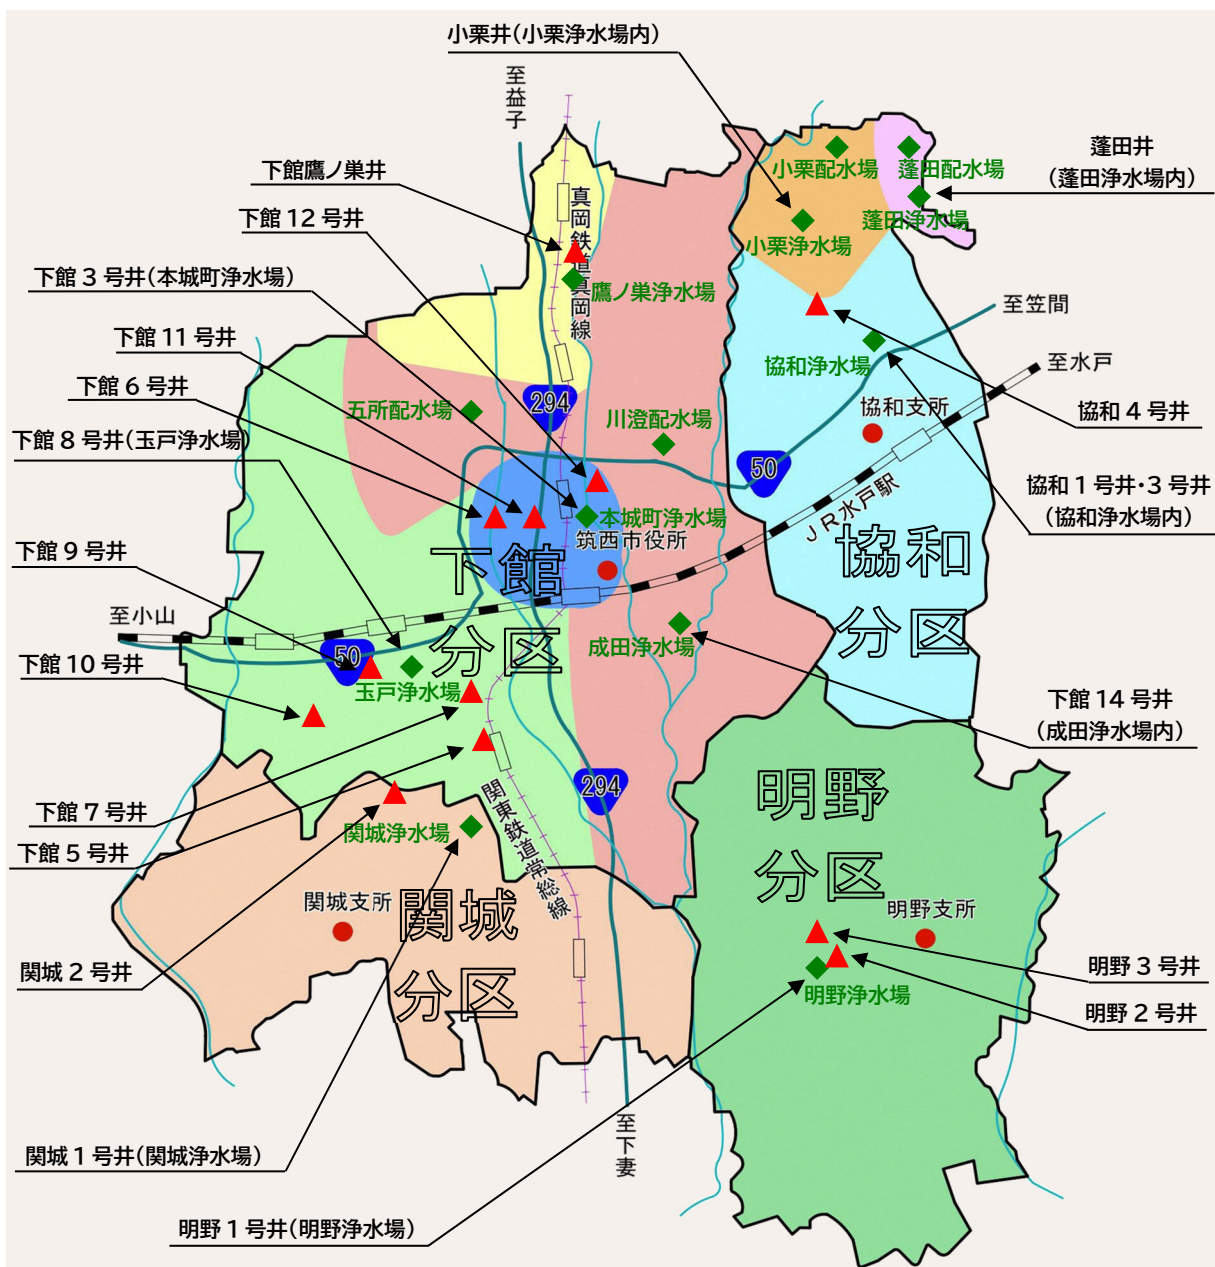 小栗井(小栗浄水場内)
至益子
蓬田井
(蓬田浄水場内)
小栗配水場
蓬田配水場
下館鷹ノ巣井
真岡鉄道真岡線
蓬田浄水場
下館 12 号井
小栗浄水場
下館 3 号井(本城町浄水場)
鷹ノ巣浄水場
至笠間
下館 11 号井
協和浄水場
至水戸
下館 6 号井
五所配水場
294
川澄配水場
協和支所
協和 4 号井
下館 8 号井(玉戸浄水場)
50
協和 1 号井・3 号井
(協和浄水場内)
JR水戸駅
本城町浄水場
筑西市役所
下館 9 号井
下館
分区
協和
分区
至小山
成田浄水場
50
下館 10 号井
玉戸浄水場
下館 14 号井
(成田浄水場内)
294
明野
分区
下館 7 号井
関城浄水場
関東鉄道常総線
下館 5 号井
関城支所
関城
分区
明野支所
関城 2 号井
明野 3 号井
明野浄水場
明野 2 号井
至下妻
関城 1 号井(関城浄水場)
明野 1 号井(明野浄水場)